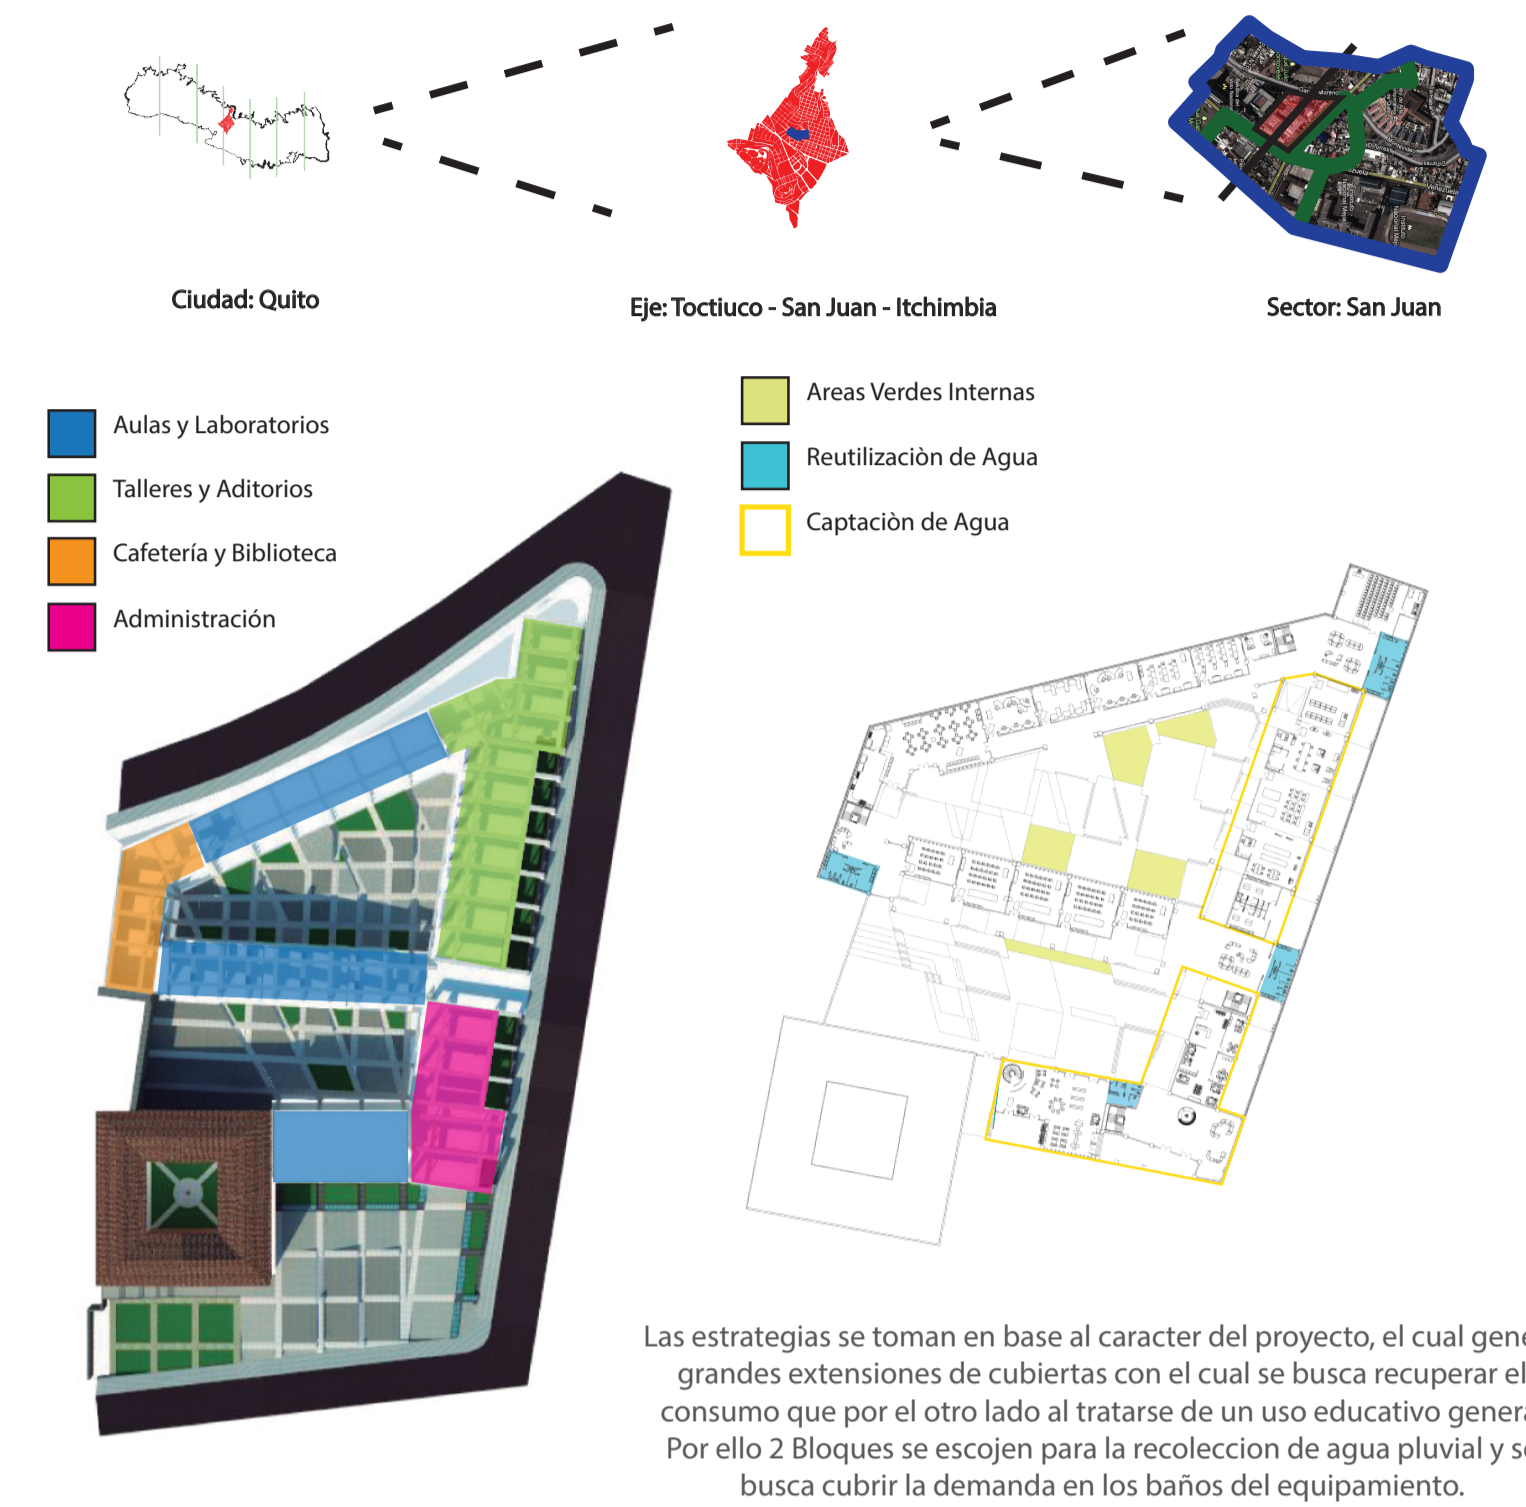 Ciudad: Quito
Eje: Toctiuco - San Juan - Itchimbia
Sector: San Juan
Aulas y Laboratorios
Talleres y Aditorios
Cafetería y Biblioteca
Administración
Areas Verdes Internas
Reutilizaciòn de Agua
Captaciòn de Agua
Las estrategias se toman en base al caracter del proyecto, el cual gene
grandes extensiones de cubiertas con el cual se busca recuperar el
consumo que por el otro lado al tratarse de un uso educativo genera
Por ello 2 Bloques se escojen para la recoleccion de agua pluvial y se
busca cubrir la demanda en los baños del equipamiento.